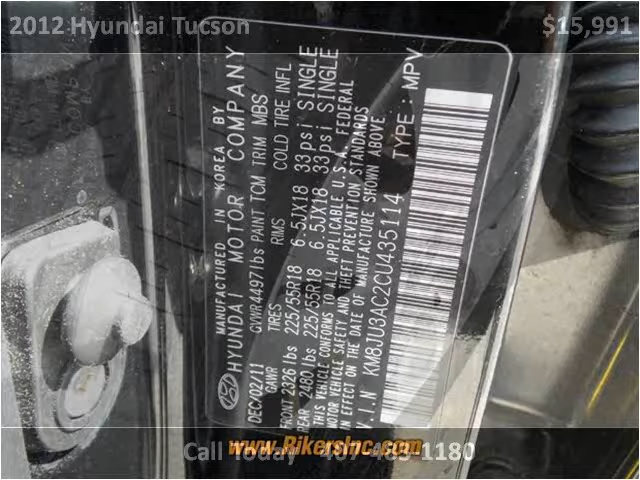 2012 Hyundai Tucson $15,991
MANUFACTURED IN KOREA BY
HYUNDAI MOTOR COMPANY
DEC/02/11 GVWR 4497lbs PAINT TCM TRIM MBS
GAWR TIRES RIMS COLD TIRE INFL
FRONT 2326 lbs 225/55R18 6.5JX18 33psi SINGLE
REAR 2480 lbs 225/55R18 6.5JX18 33psi SINGLE
THIS VEHICLE CONFORMS TO ALL APPLICABLE U.S.A. FEDERAL
MOTOR VEHICLE SAFETY AND THEFT PREVENTION STANDARDS
IN EFFECT ON THE DATE OF MANUFACTURE SHOWN ABOVE
V.I.N KM8JU3AC2CU435114 TYPE: MPV
www.BikersInc.com
Call Today